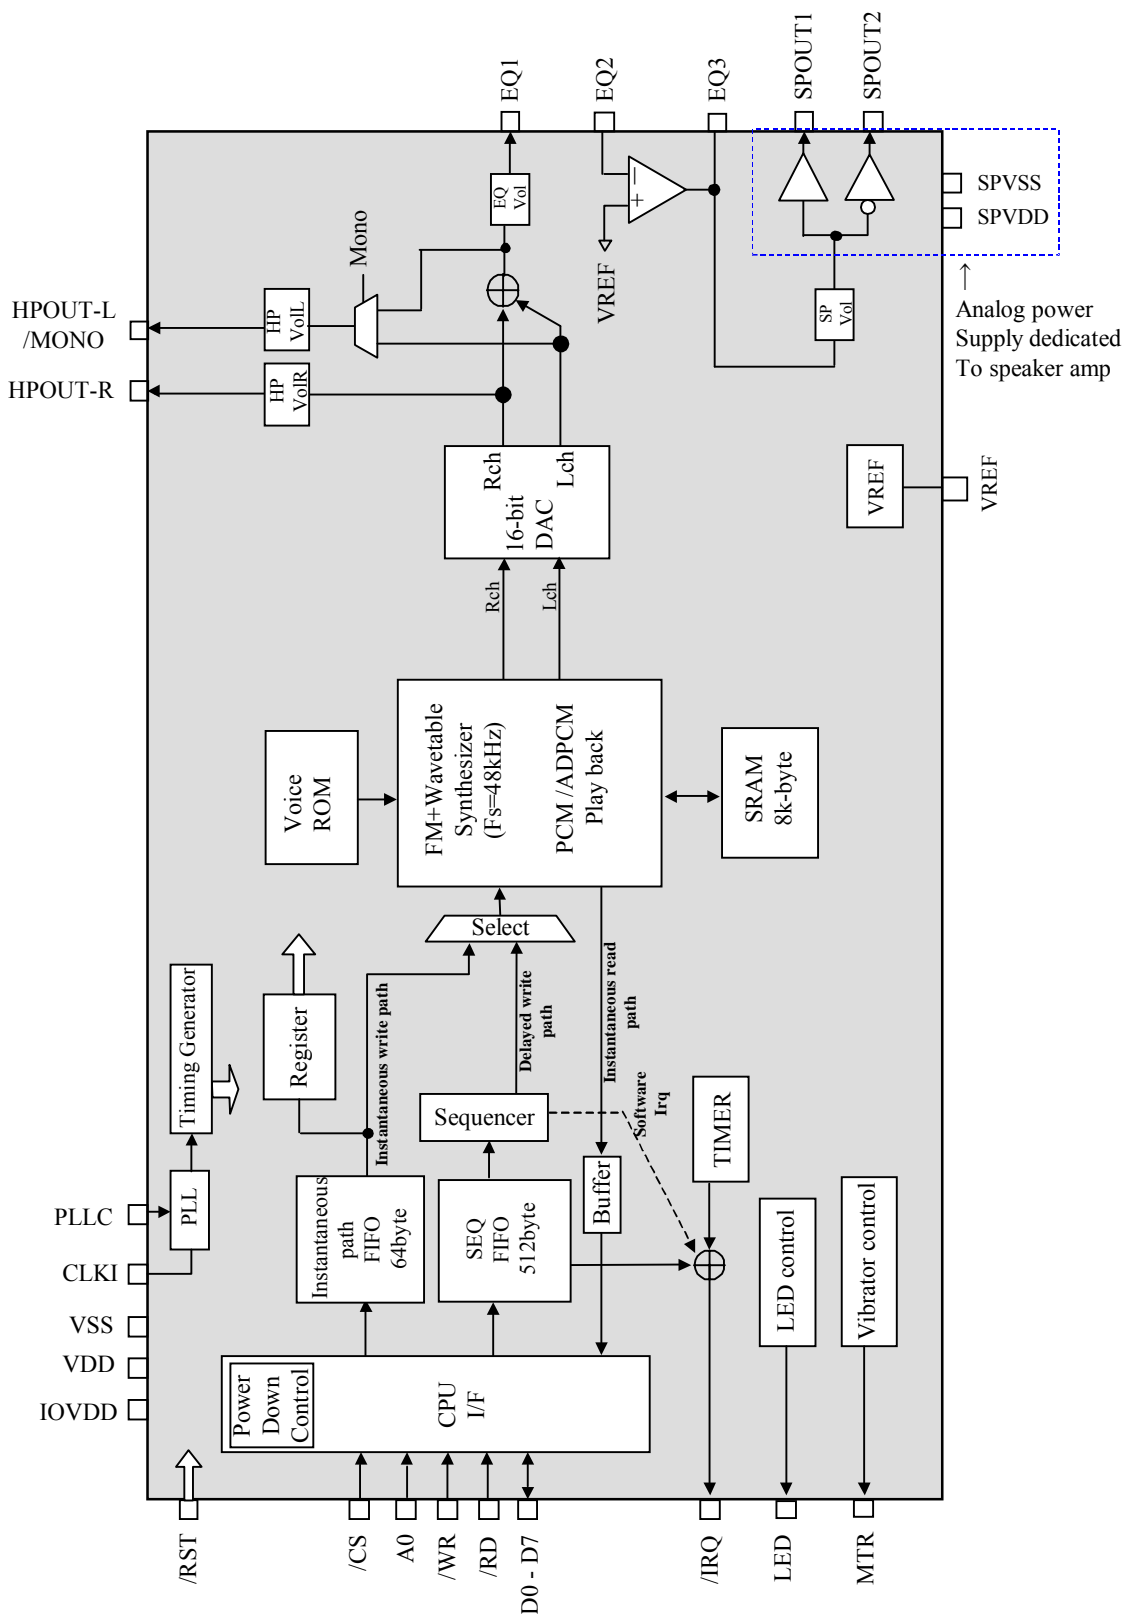 EQ1
EQ2
EQ3
SPOUT1
SPOUT2
SPVSS
SPVDD
↑
Analog power
Supply dedicated
To speaker amp
EQ
Vol
Mono
VREF
SP
Vol
HPOUT-L
/MONO
HP
VolL
HPOUT-R
HP
VolR
Rch
Lch
16-bit
DAC
VREF
VREF
Rch
Lch
Voice
ROM
FM+Wavetable
Synthesizer
(Fs=48kHz)
PCM /ADPCM
Play back
SRAM
8k-byte
Select
Timing Generator
Register
Instantaneous write path
Delayed write
path
Instantaneous read
path
Software
Irq
Sequencer
TIMER
PLLC
PLL
CLKI
Instantaneous
path
FIFO
64byte
SEQ
FIFO
512byte
Buffer
LED control
Vibrator control
VSS
VDD
IOVDD
Power
Down
Control
CPU
I/F
/RST
/CS
A0
/WR
/RD
D0 - D7
/IRQ
LED
MTR